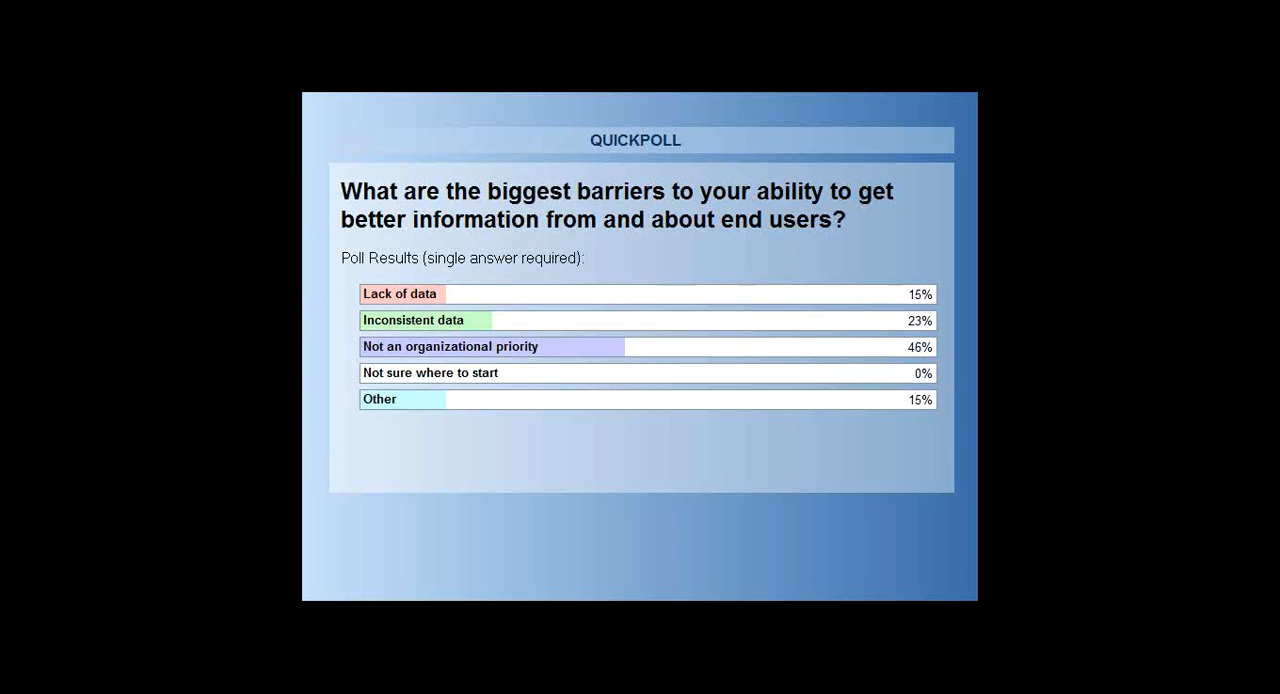 QUICKPOLL
What are the biggest barriers to your ability to get
better information from and about end users?
Poll Results (single answer required):
Lack of data 15%
Inconsistent data 23%
Not an organizational priority 46%
Not sure where to start 0%
Other 15%